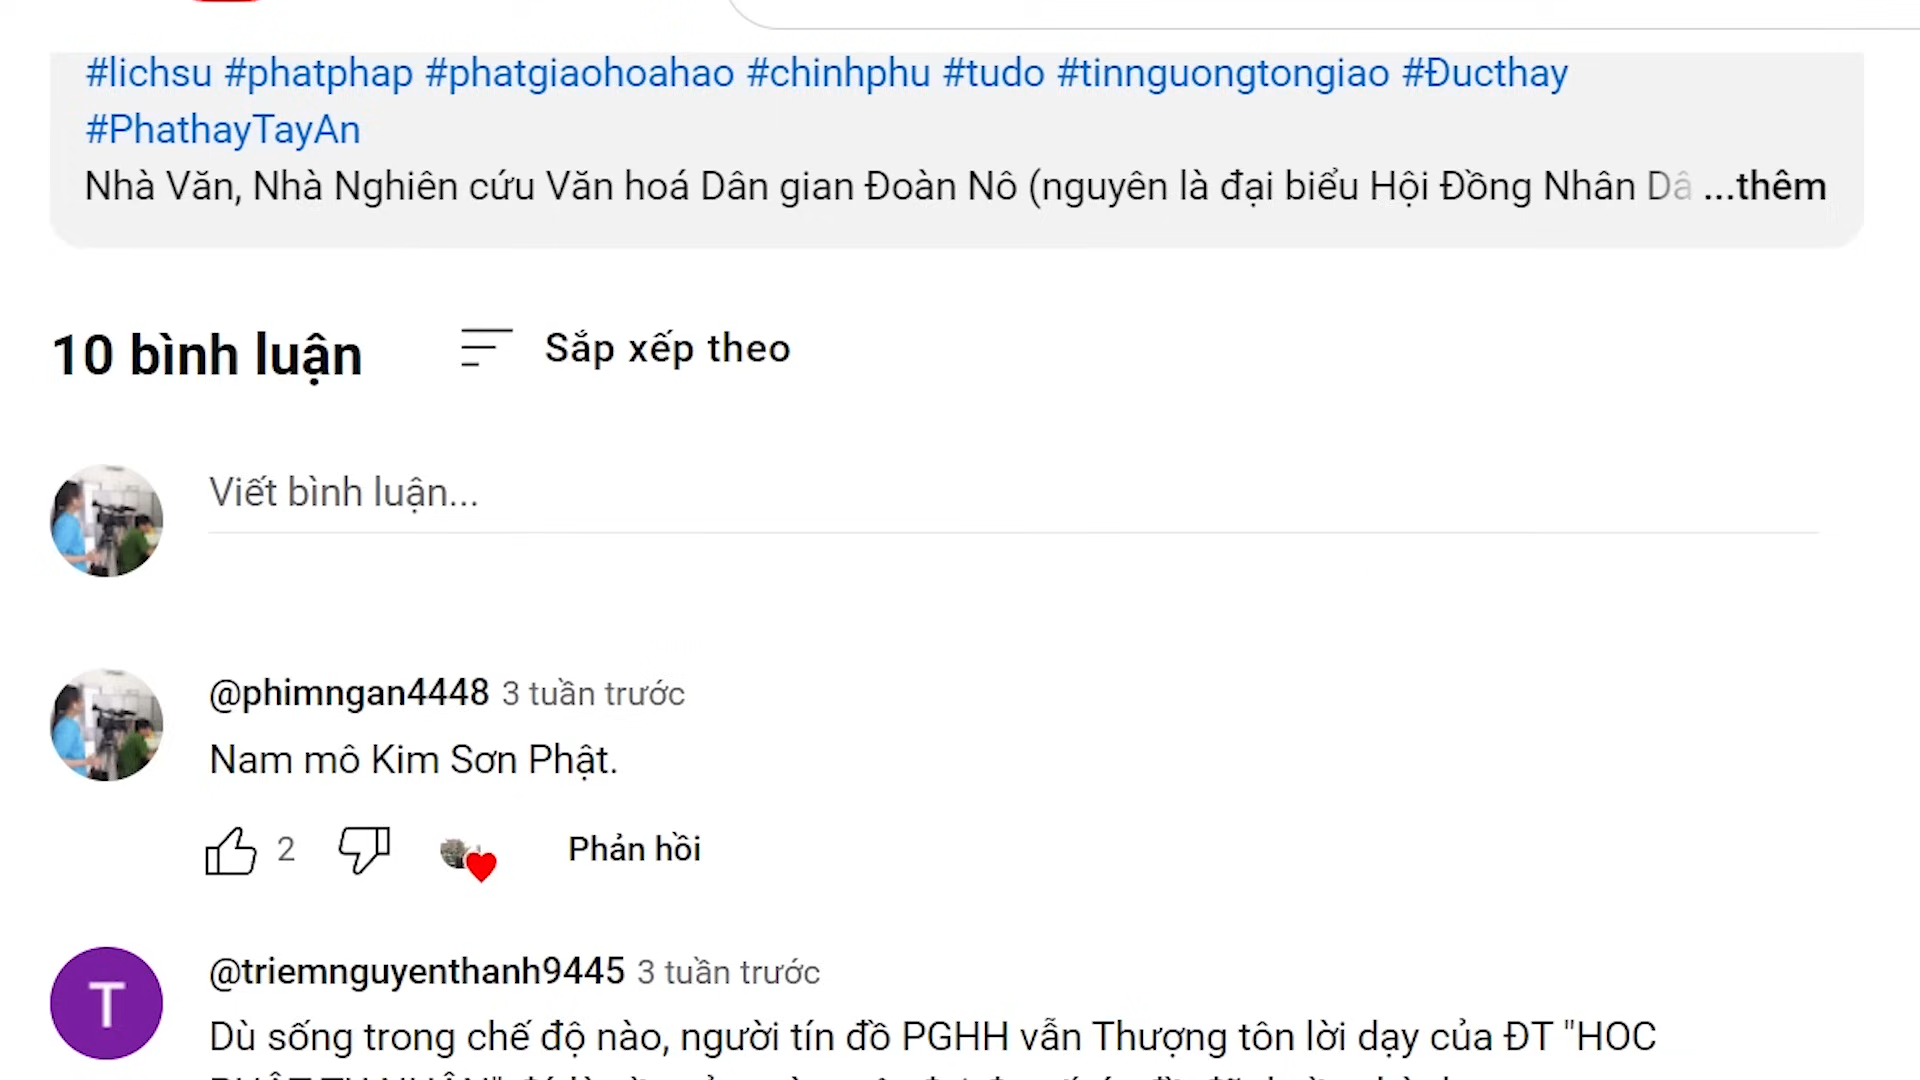 #lichsu #phatphap #phatgiaohoahao #chinhphu #tudo #tinnguongtongiao #Đucthay
#PhathayTayAn
Nhà Văn, Nhà Nghiên cứu Văn hoá Dân gian Đoàn Nô (nguyên là đại biểu Hội Đồng Nhân Dâ ...thêm
10 bình luận Sắp xếp theo
Viết bình luận...
@phimngan4448 3 tuần trước
Nam mô Kim Sơn Phật.
2 Phản hồi
T
@triemnguyenthanh9445 3 tuần trước
Dù sống trong chế độ nào, người tín đồ PGHH vẫn Thượng tôn lời dạy của ĐT "HOC